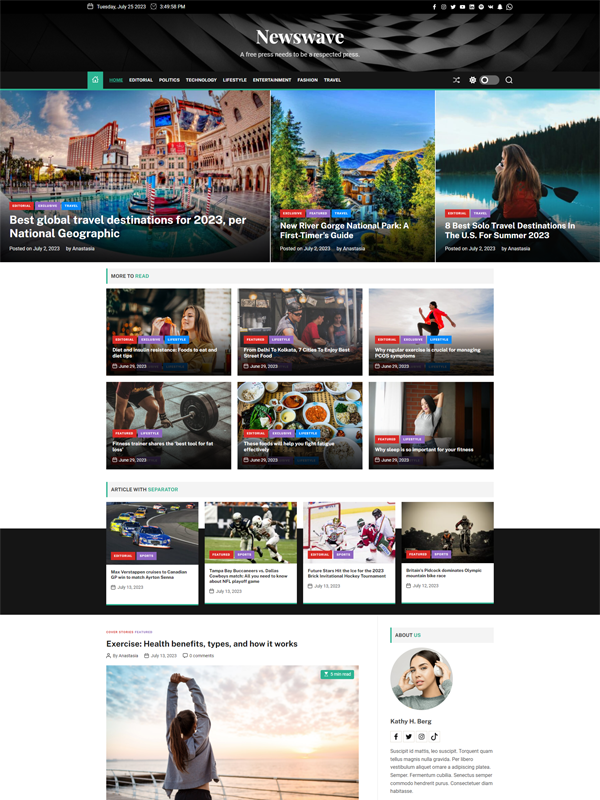 Tuesday, July 25 2023 3:49:58 PM
Newswave
A free press needs to be a respected press.
HOME EDITORIAL POLITICS TECHNOLOGY LIFESTYLE ENTERTAINMENT FASHION TRAVEL
EDITORIAL EXCLUSIVE TRAVEL
Best global travel destinations for 2023, per
National Geographic
Posted on July 2, 2023 by Anastasia
EXCLUSIVE FEATURED TRAVEL
New River Gorge National Park: A
First-Timer's Guide
Posted on July 2, 2023 by Anastasia
EDITORIAL TRAVEL
8 Best Solo Travel Destinations In
The U.S. For Summer 2023
Posted on July 2, 2023 by Anastasia
MORE TO READ
EDITORIAL EXCLUSIVE LIFESTYLE
Diet and insulin resistance: Foods to eat and
diet tips
June 29, 2023
FEATURED LIFESTYLE
From Delhi To Kolkata, 7 Cities To Enjoy Best
Street Food
June 29, 2023
EDITORIAL EXCLUSIVE LIFESTYLE
Why regular exercise is crucial for managing
PCOS symptoms
June 29, 2023
FEATURED LIFESTYLE
Fitness trainer shares the 'best tool for fat
loss'
June 29, 2023
EDITORIAL EXCLUSIVE LIFESTYLE
These foods will help you fight fatigue
effectively
June 29, 2023
FEATURED LIFESTYLE
Why sleep is so important for your fitness
June 29, 2023
ARTICLE WITH SEPARATOR
EDITORIAL SPORTS
Max Verstappen cruises to Canadian
GP win to match Ayrton Senna
July 13, 2023
FEATURED SPORTS
Tampa Bay Buccaneers vs. Dallas
Cowboys match: All you need to know
about NFL playoff game
July 13, 2023
EDITORIAL SPORTS
Future Stars Hit the Ice for the 2023
Brick Invitational Hockey Tournament
July 13, 2023
FEATURED SPORTS
Britain's Pidcock dominates Olympic
mountain bike race
July 12, 2023
COVER STORIES FEATURED
Exercise: Health benefits, types, and how it works
by Anastasia July 13, 2023 0 comments
5 min read
ABOUT US
Kathy H. Berg
Suscipit id mattis, leo suscipit. Torquent quam
tellus magnis nulla gravida. Per libero
vestibulum aliquet ornare a adipiscing platea.
Semper. Fermentum cubilia. Senectus semper
commodo hendrerit purus. Consectetuer diam
habitasse.